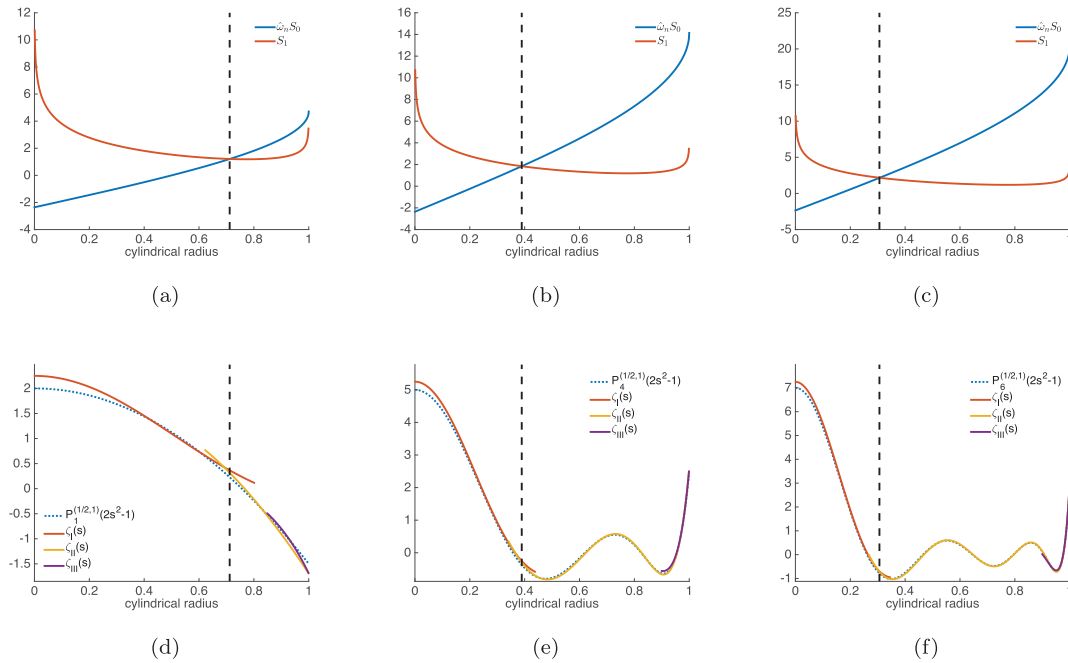 12
10
8
6
4
2
0
-2
-4
0 0.2 0.4 0.6 0.8 1
cylindrical radius
ω̂ₙS₀
S₁
(a)
16
14
12
10
8
6
4
2
0
-2
-4
0 0.2 0.4 0.6 0.8 1
cylindrical radius
ω̂ₙS₀
S₁
(b)
25
20
15
10
5
0
-5
0 0.2 0.4 0.6 0.8 1
cylindrical radius
ω̂ₙS₀
S₁
(c)
2
1.5
1
0.5
0
-0.5
-1
-1.5
0 0.2 0.4 0.6 0.8 1
cylindrical radius
P₁^(1/2,1)(2s²-1)
ζ_I(s)
ζ_II(s)
ζ_III(s)
(d)
5
4
3
2
1
0
0 0.2 0.4 0.6 0.8 1
cylindrical radius
P₄^(1/2,1)(2s²-1)
ζ_I(s)
ζ_II(s)
ζ_III(s)
(e)
7
6
5
4
3
2
1
0
-1
0 0.2 0.4 0.6 0.8 1
cylindrical radius
P₆^(1/2,1)(2s²-1)
ζ_I(s)
ζ_II(s)
ζ_III(s)
(f)